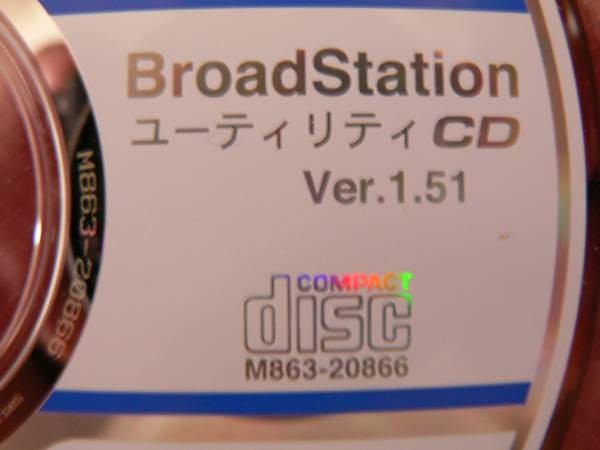 BroadStation
ユーティリティ CD
Ver.1.51
COMPACT
disc
M863-20866
M863-20866